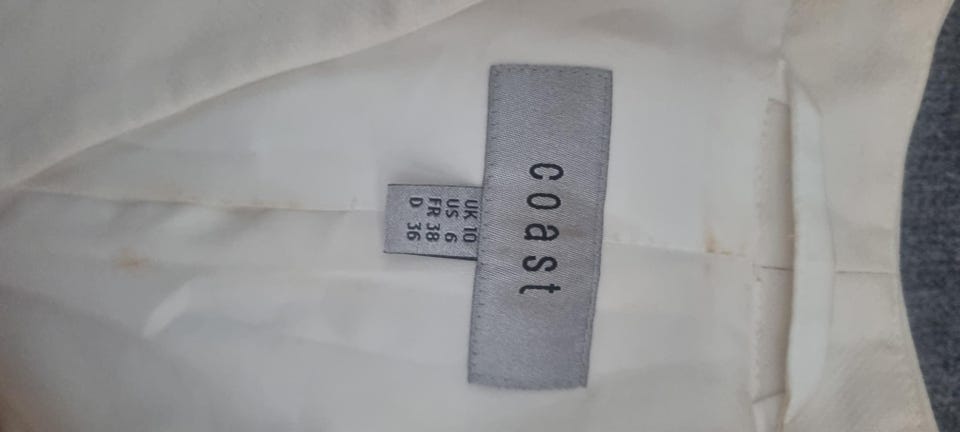 coast
UK 10
US 6
FR 38
D 36